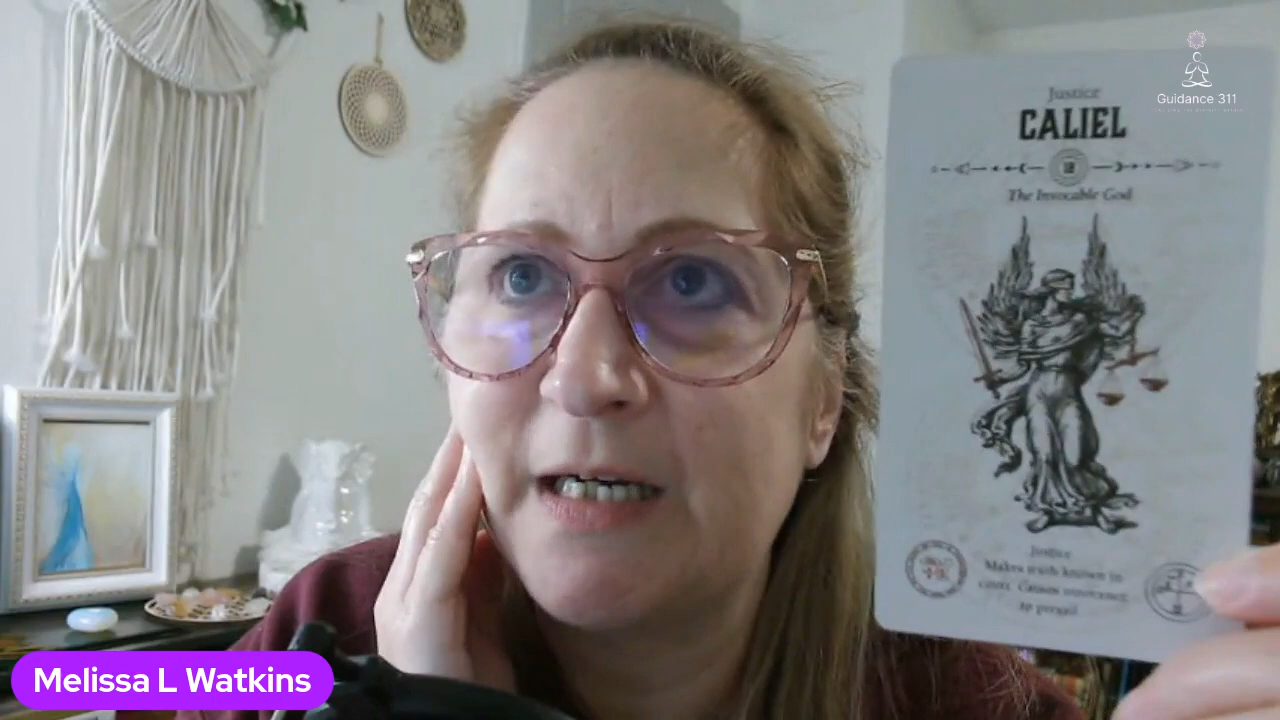 Guidance 311
Justice
CALIEL
18
The Invocable God
Justice
Makes truth known in
court. Causes innocence
to prevail
Melissa L Watkins